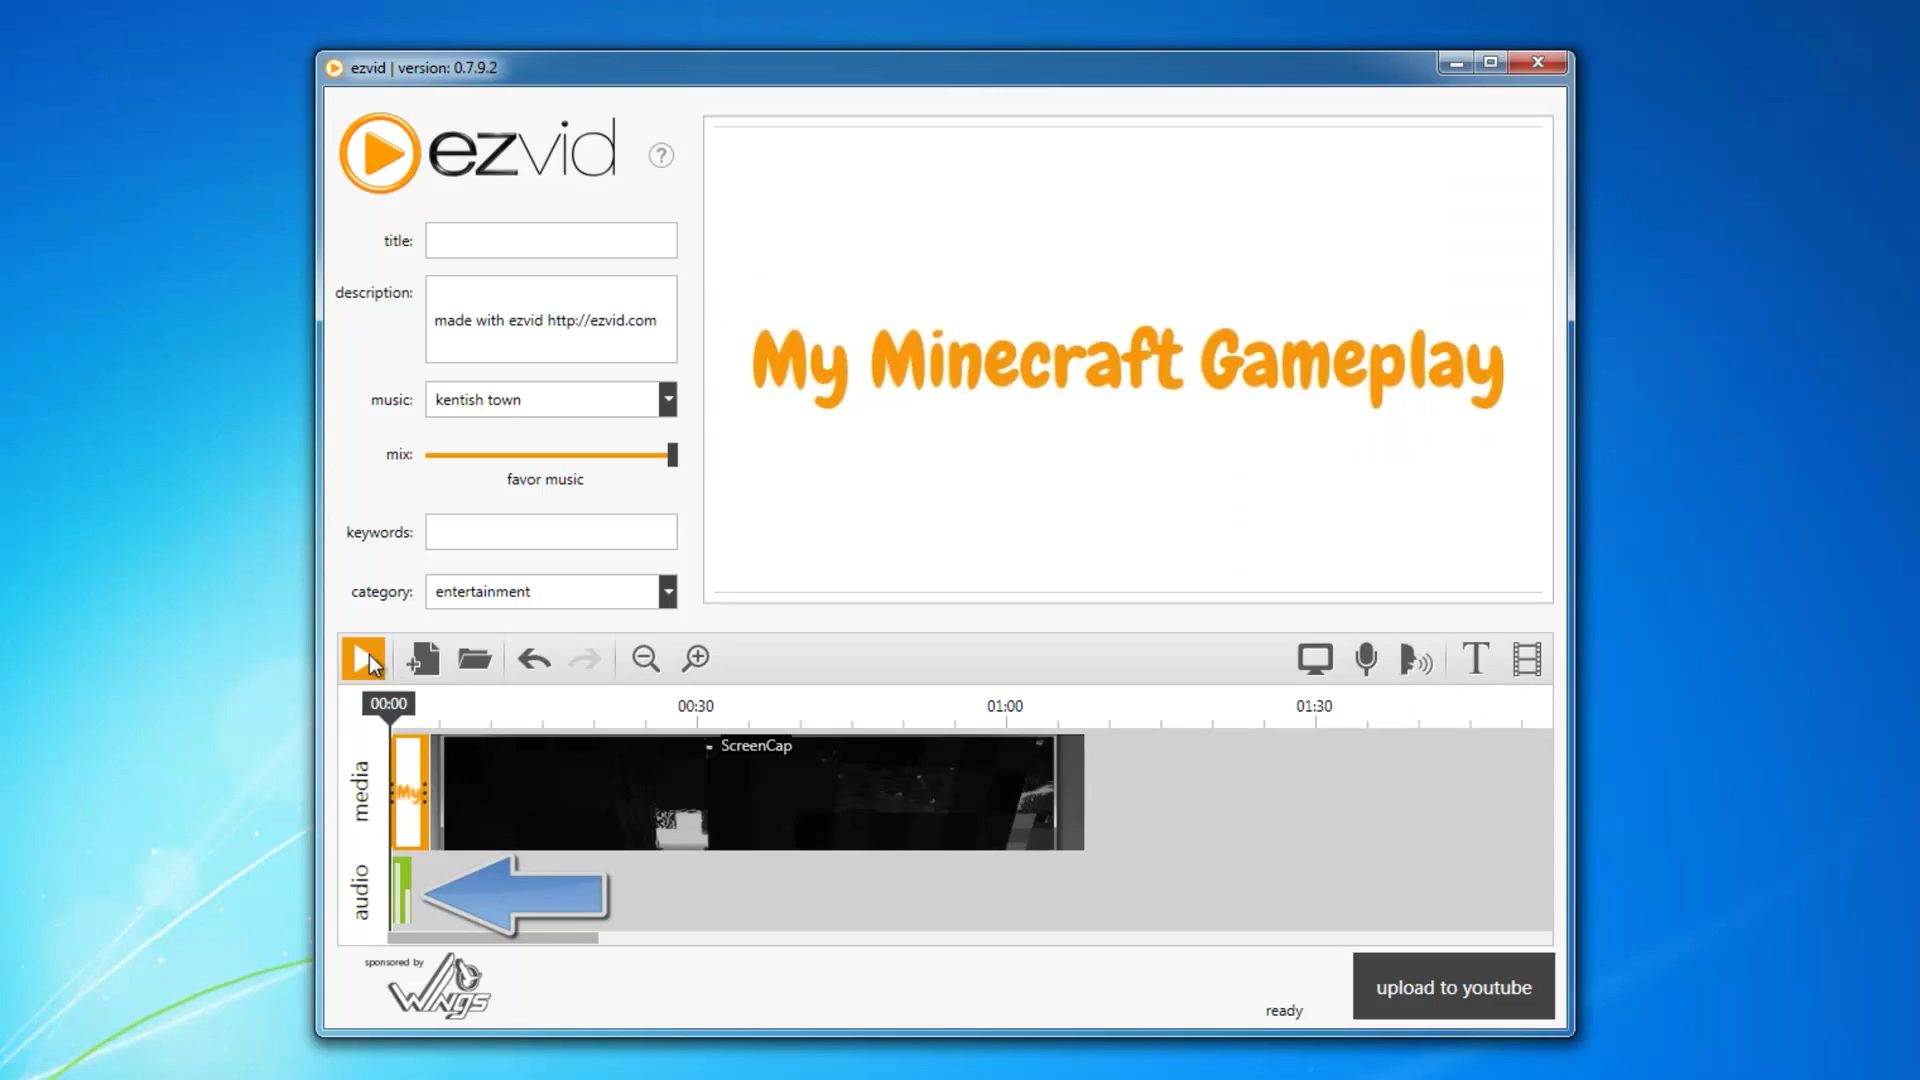 ezvid | version: 0.7.9.2
ezvid ?
title:
description:
made with ezvid http://ezvid.com
music: kentish town
mix:
favor music
keywords:
category: entertainment
My Minecraft Gameplay
T
00:00 00:30 01:00 01:30
media
My
ScreenCap
audio
sponsored by
WINGS
ready
upload to youtube